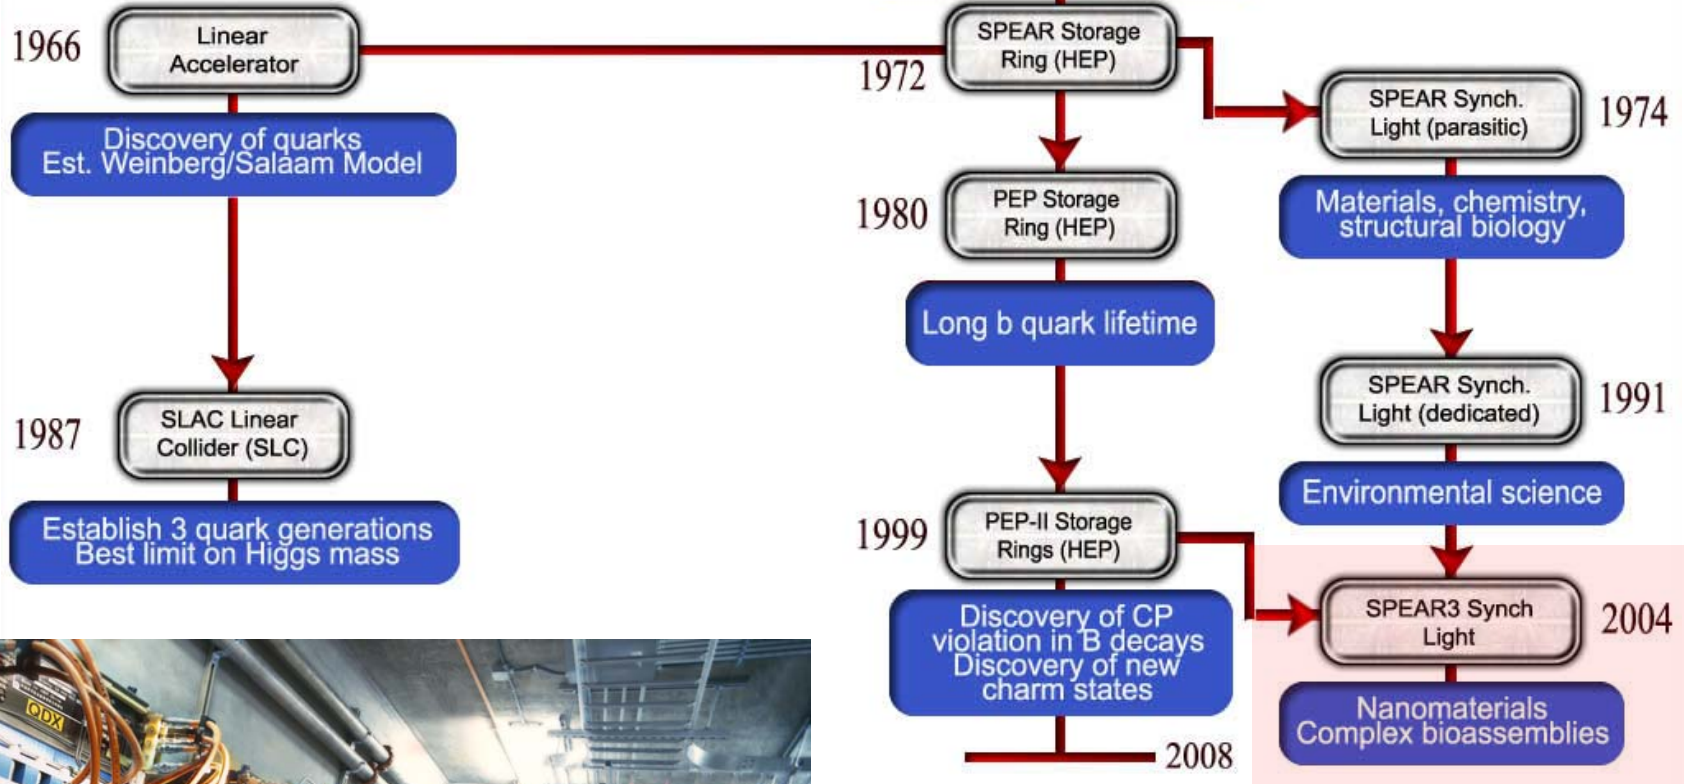 1966
Linear
Accelerator
Discovery of quarks
Est. Weinberg/Salaam Model
1987
SLAC Linear
Collider (SLC)
Establish 3 quark generations
Best limit on Higgs mass
QDX
SPEAR Storage
Ring (HEP)
1972
1980
PEP Storage
Ring (HEP)
Long b quark lifetime
1999
PEP-II Storage
Rings (HEP)
Discovery of CP
violation in B decays
Discovery of new
charm states
2008
SPEAR Synch.
Light (parasitic)
1974
Materials, chemistry,
structural biology
SPEAR Synch.
Light (dedicated)
1991
Environmental science
SPEAR3 Synch
Light
2004
Nanomaterials
Complex bioassemblies